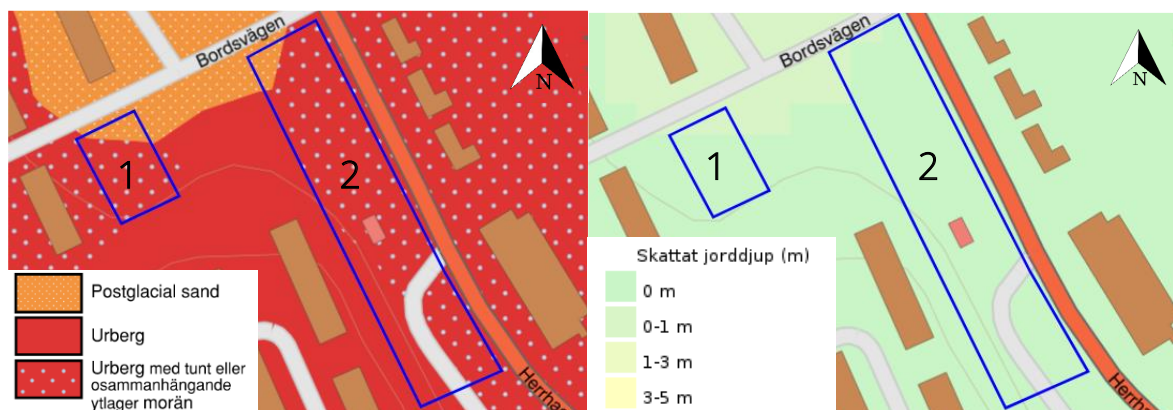 Bordsvägen
N
1
2
Postglacial sand
Urberg
Urberg med tunt eller
osammanhängande
ytlager morän
Bordsvägen
N
1
2
Skattat jorddjup (m)
0 m
0-1 m
1-3 m
3-5 m